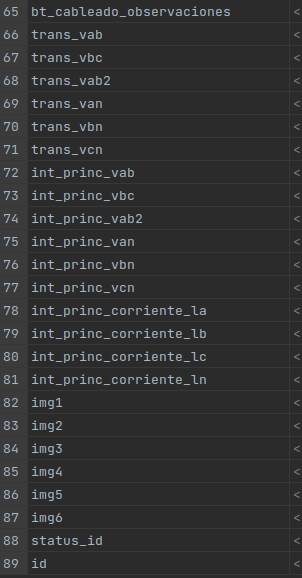 65 bt_cableado_observaciones <
66 trans_vab <
67 trans_vbc <
68 trans_vab2 <
69 trans_van <
70 trans_vbn <
71 trans_vcn <
72 int_princ_vab <
73 int_princ_vbc <
74 int_princ_vab2 <
75 int_princ_van <
76 int_princ_vbn <
77 int_princ_vcn <
78 int_princ_corriente_la <
79 int_princ_corriente_lb <
80 int_princ_corriente_lc <
81 int_princ_corriente_ln <
82 img1 <
83 img2 <
84 img3 <
85 img4 <
86 img5 <
87 img6 <
88 status_id <
89 id <